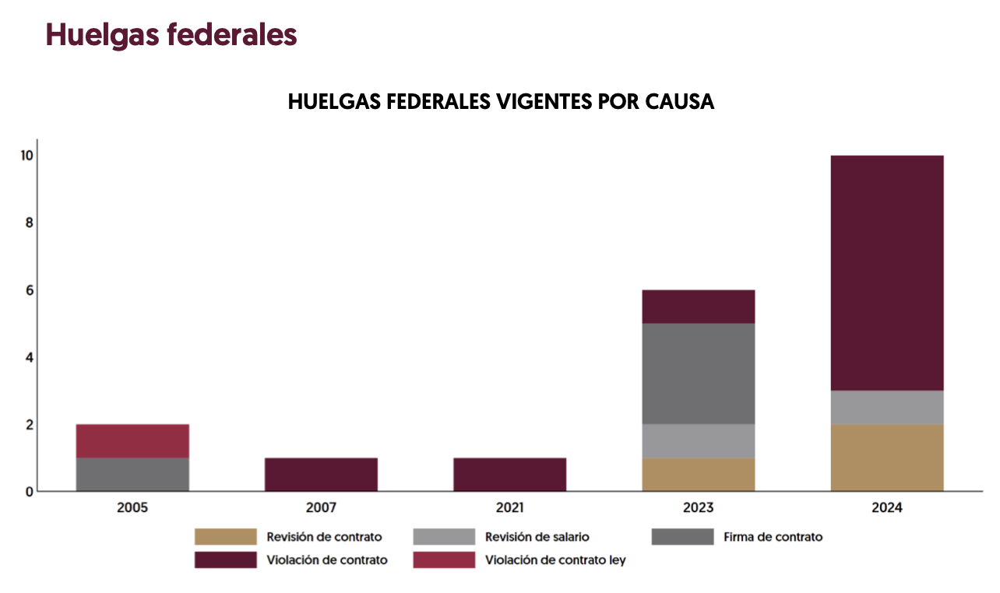 Huelgas federales
HUELGAS FEDERALES VIGENTES POR CAUSA
10
8
6
4
2
0
2005 2007 2021 2023 2024
Revisión de contrato Revisión de salario Firma de contrato
Violación de contrato Violación de contrato ley